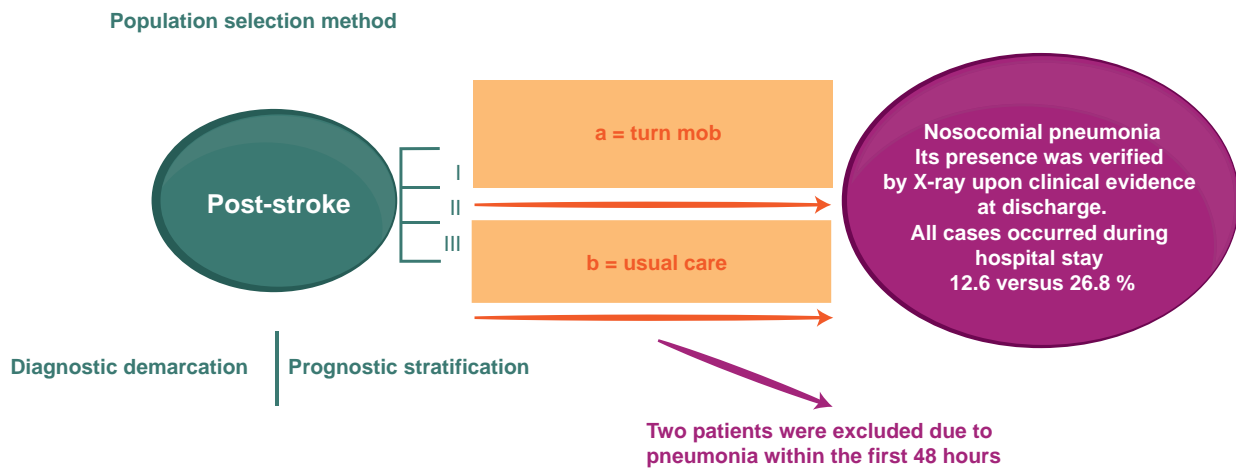 Population selection method
Post-stroke
I
II
III
a = turn mob
b = usual care
Nosocomial pneumonia
Its presence was verified
by X-ray upon clinical evidence
at discharge.
All cases occurred during
hospital stay
12.6 versus 26.8 %
Diagnostic demarcation
Prognostic stratification
Two patients were excluded due to
pneumonia within the first 48 hours